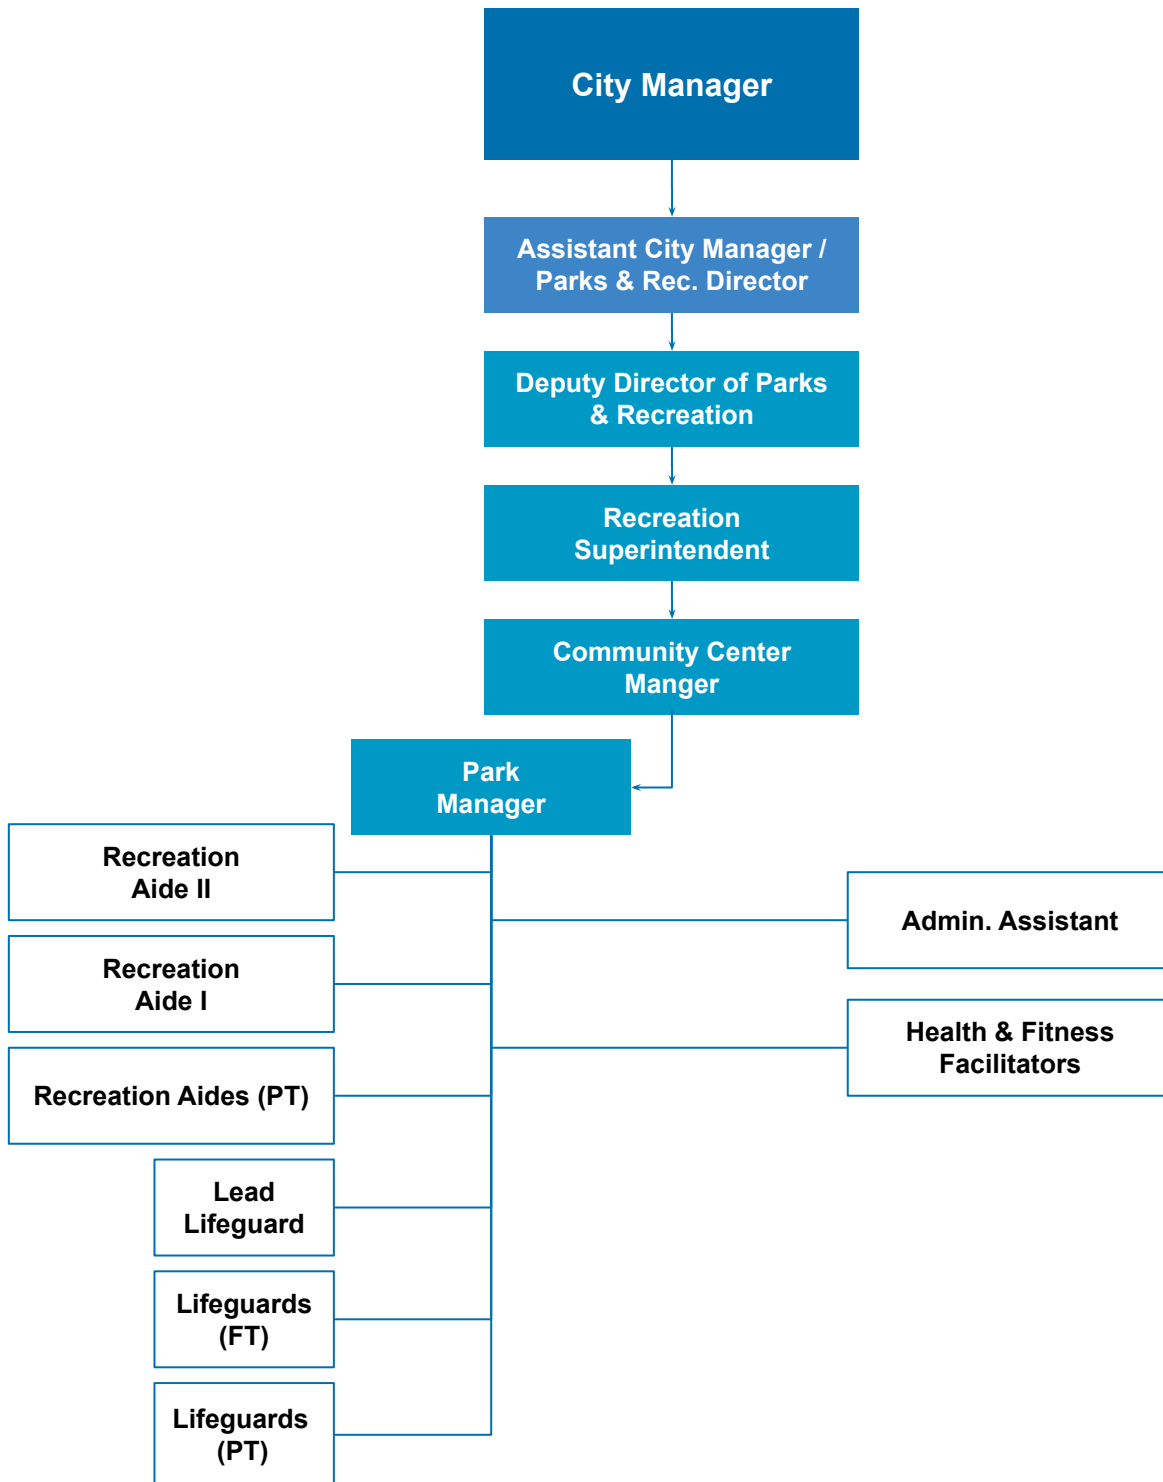 City Manager
Assistant City Manager /
Parks & Rec. Director
Deputy Director of Parks
& Recreation
Recreation
Superintendent
Community Center
Manger
Park
Manager
Recreation
Aide II
Admin. Assistant
Recreation
Aide I
Health & Fitness
Facilitators
Recreation Aides (PT)
Lead
Lifeguard
Lifeguards
(FT)
Lifeguards
(PT)